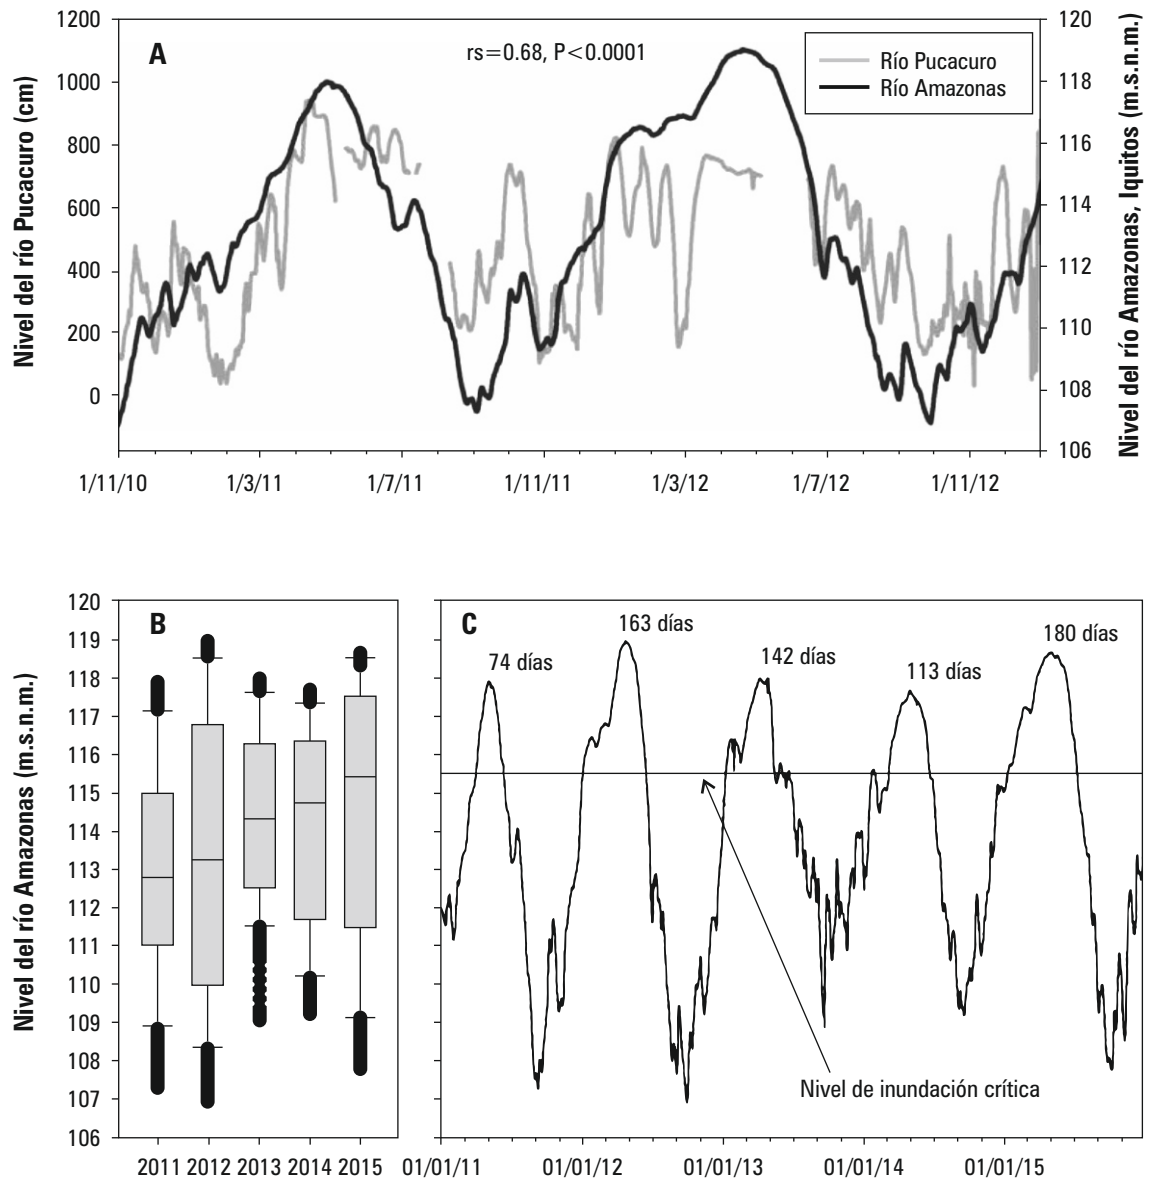 A
rs=0.68, P<0.0001
Río Pucacuro
Río Amazonas
Nivel del río Pucacuro (cm)
1200
1000
800
600
400
200
0
Nivel del río Amazonas, Iquitos (m.s.n.m.)
120
118
116
114
112
110
108
106
1/11/10 1/3/11 1/7/11 1/11/11 1/3/12 1/7/12 1/11/12
B
Nivel del río Amazonas (m.s.n.m.)
120
119
118
117
116
115
114
113
112
111
110
109
108
107
106
2011 2012 2013 2014 2015
C
74 días
163 días
142 días
113 días
180 días
Nivel de inundación crítica
01/01/11 01/01/12 01/01/13 01/01/14 01/01/15